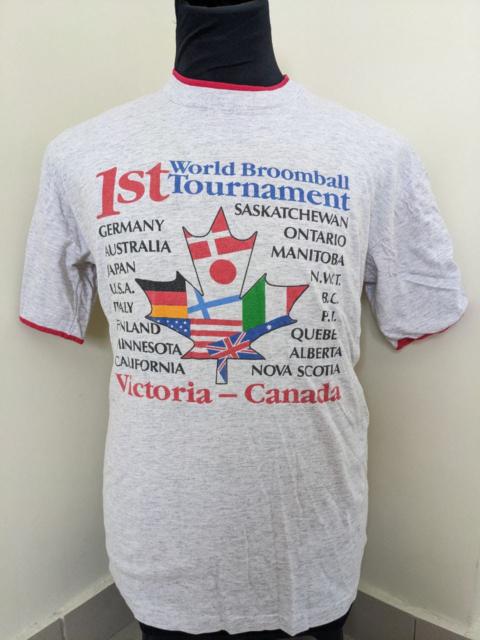 1st World Broomball
Tournament
GERMANY
AUSTRALIA
JAPAN
U.S.A.
ITALY
FINLAND
MINNESOTA
CALIFORNIA
SASKATCHEWAN
ONTARIO
MANITOBA
N.W.T.
B.C.
QUEBE
ALBERTA
NOVA SCOTIA
Victoria – Canada